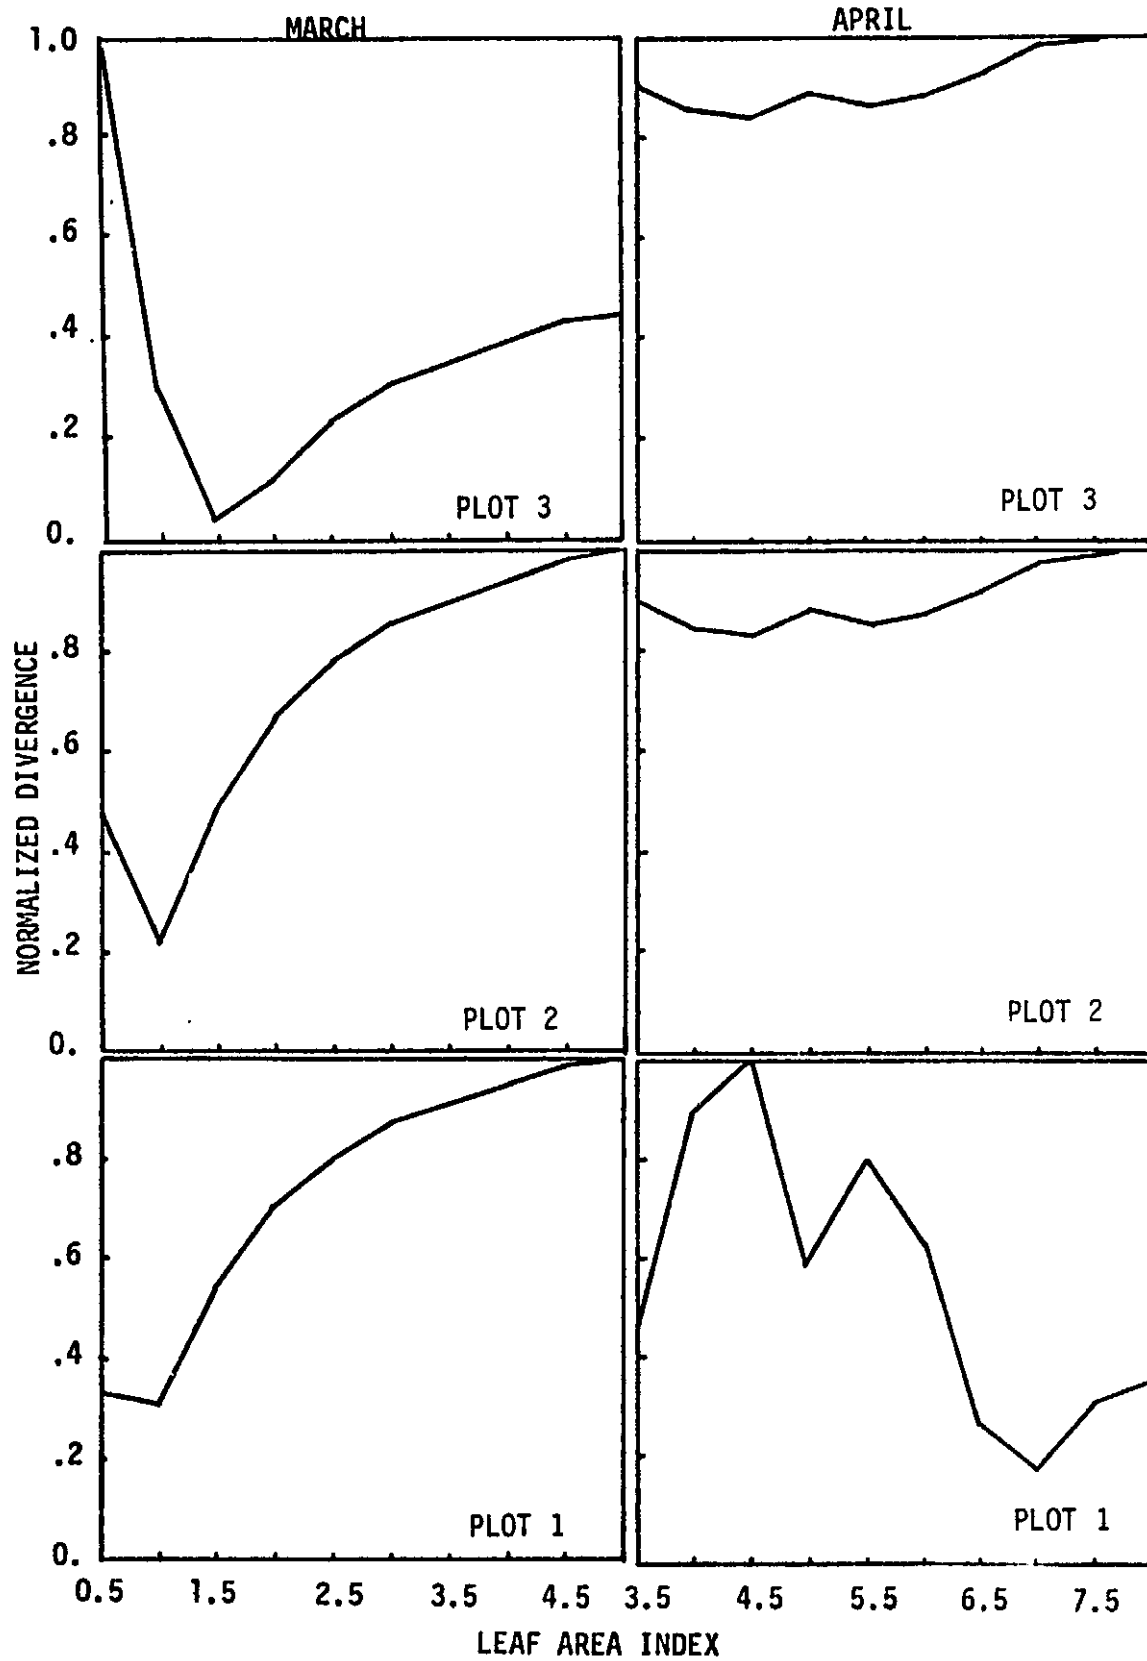 MARCH
APRIL
1.0
.8
.6
.4
.2
0.
PLOT 3
PLOT 3
NORMALIZED DIVERGENCE
.8
.6
.4
.2
0.
PLOT 2
PLOT 2
.8
.6
.4
.2
0.
PLOT 1
PLOT 1
0.5 1.5 2.5 3.5 4.5 3.5 4.5 5.5 6.5 7.5
LEAF AREA INDEX